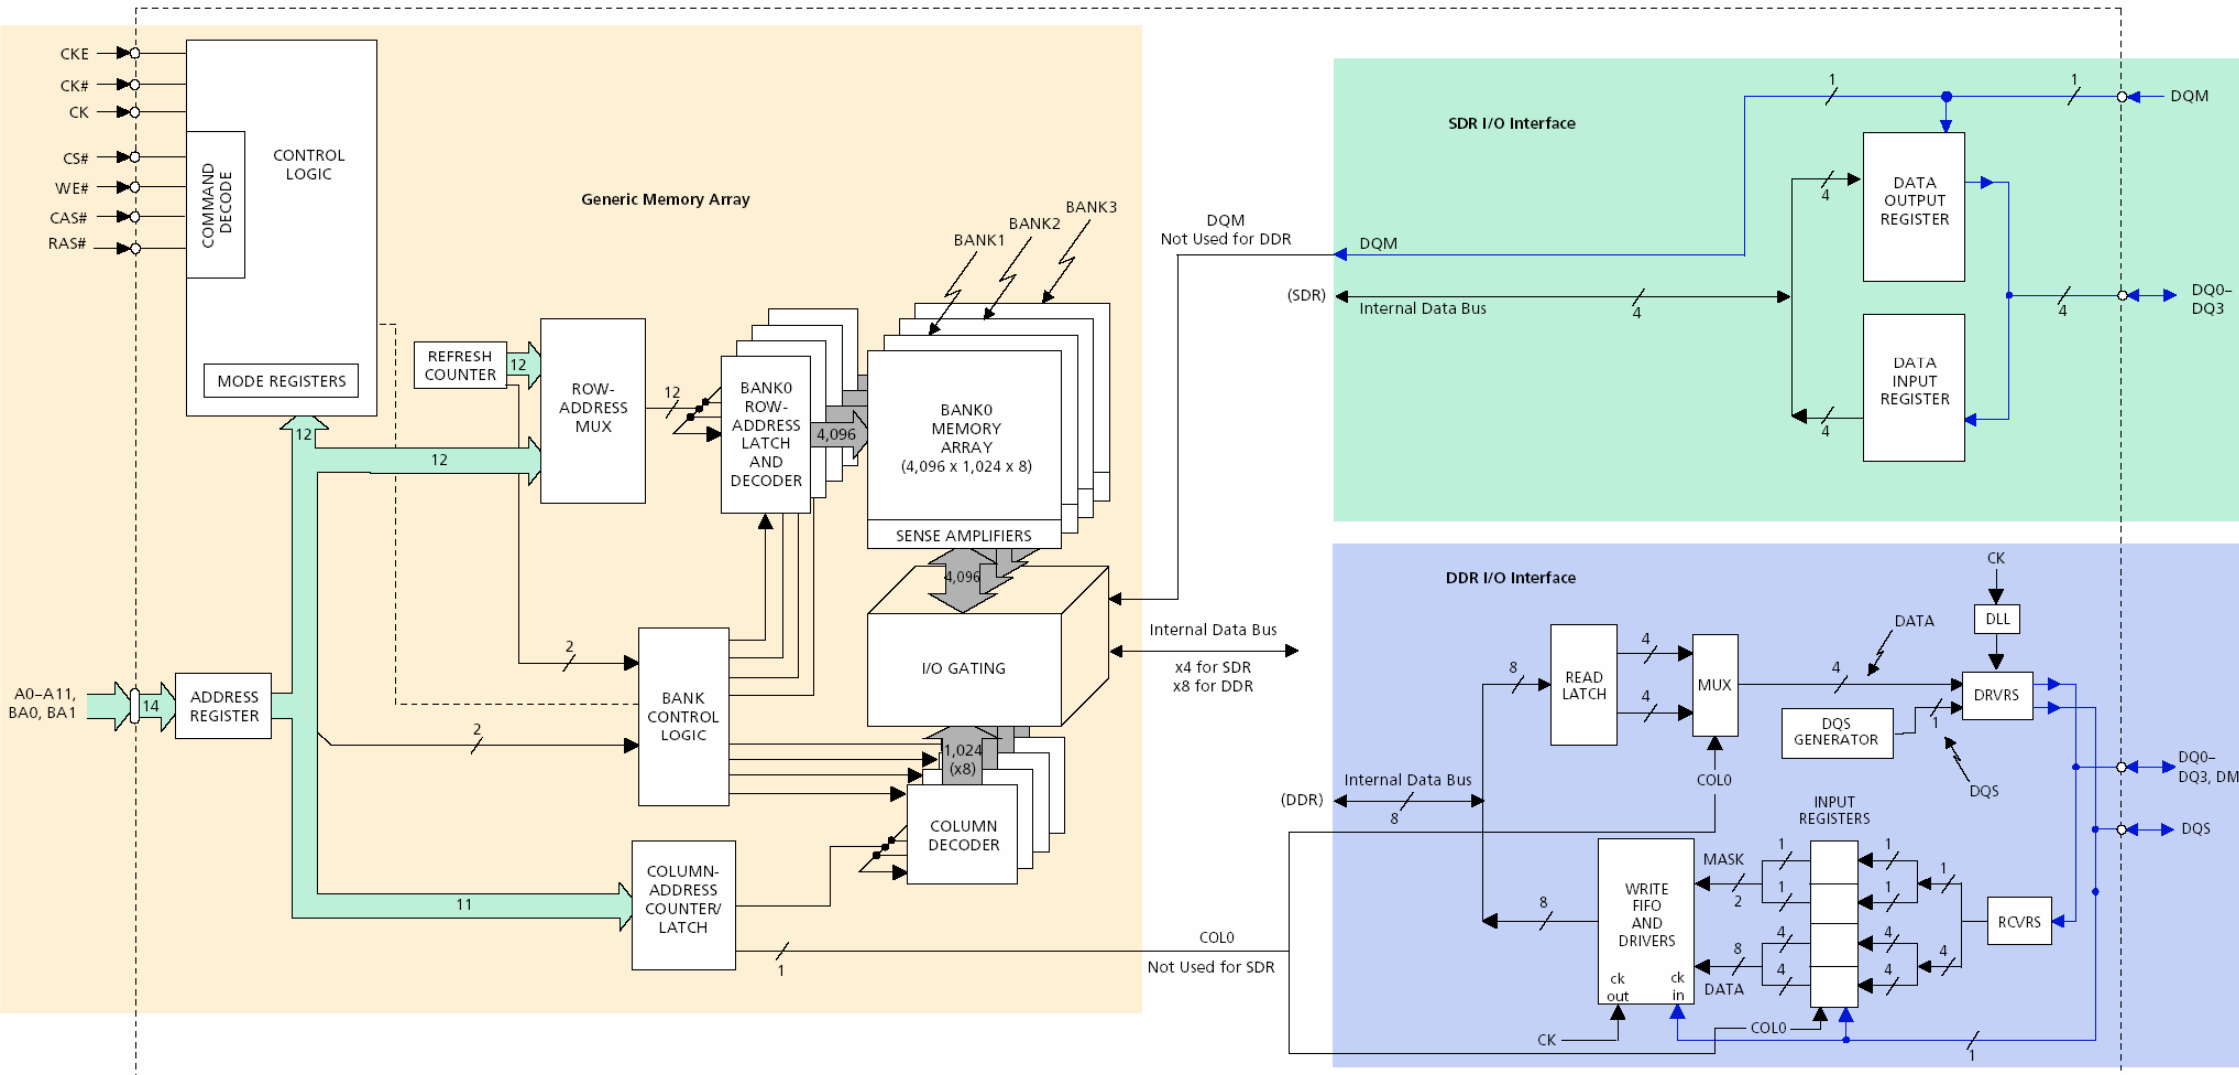 CKE
CK#
CK
CS#
WE#
CAS#
RAS#
COMMAND
DECODE
CONTROL
LOGIC
MODE REGISTERS
Generic Memory Array
BANK1
BANK2
BANK3
REFRESH
COUNTER
12
12
12
ROW-
ADDRESS
MUX
12
BANK0
ROW-
ADDRESS
LATCH
AND
DECODER
4,096
BANK0
MEMORY
ARRAY
(4,096 x 1,024 x 8)
SENSE AMPLIFIERS
4,096
I/O GATING
A0–A11,
BA0, BA1
14
ADDRESS
REGISTER
2
2
BANK
CONTROL
LOGIC
1,024
(x8)
COLUMN
DECODER
11
COLUMN-
ADDRESS
COUNTER/
LATCH
1
DQM
Not Used for DDR
Internal Data Bus
x4 for SDR
x8 for DDR
COL0
Not Used for SDR
SDR I/O Interface
1
1
DQM
DQM
(SDR)
Internal Data Bus
4
4
DATA
OUTPUT
REGISTER
4
DQ0–
DQ3
DATA
INPUT
REGISTER
4
DDR I/O Interface
CK
DLL
DATA
8
READ
LATCH
4
4
MUX
4
DRVRS
DQS
GENERATOR
1
DQS
COL0
(DDR)
Internal Data Bus
8
DQ0–
DQ3, DM
DQS
INPUT
REGISTERS
8
WRITE
FIFO
AND
DRIVERS
ck
out
ck
in
MASK
2
8
DATA
1
1
4
4
1
1
4
4
1
4
RCVRS
CK
COL0
1